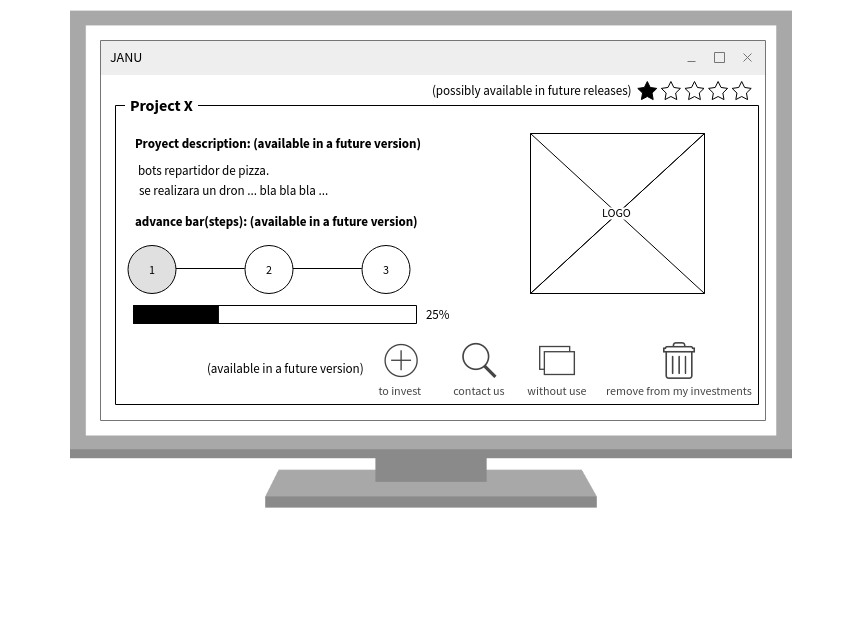 JANU
(possibly available in future releases)
Project X
Proyect description: (available in a future version)
bots repartidor de pizza.
se realizara un dron ... bla bla bla ...
LOGO
advance bar(steps): (available in a future version)
1 2 3
25%
(available in a future version)
to invest contact us without use remove from my investments